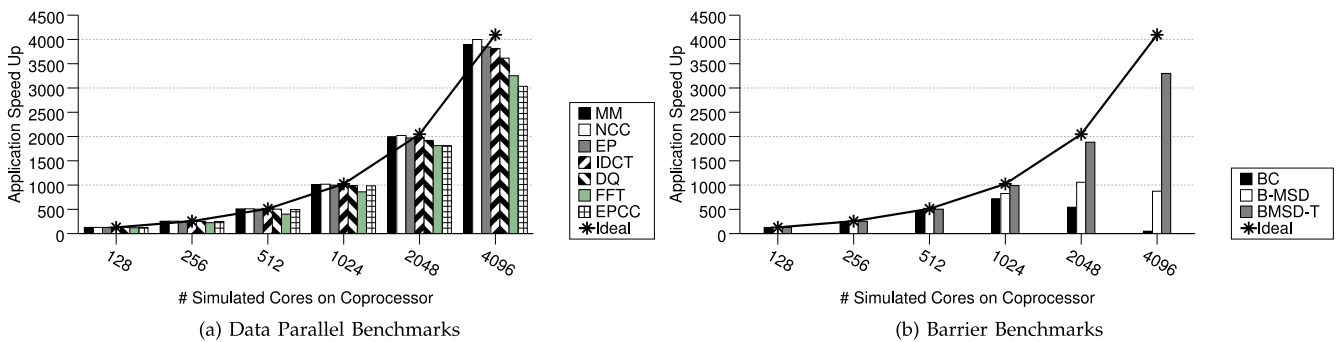 4500
4000
3500
3000
2500
2000
1500
1000
500
0
Application Speed Up
128
256
512
1024
2048
4096
# Simulated Cores on Coprocessor
MM
NCC
EP
IDCT
DQ
FFT
EPCC
Ideal
(a) Data Parallel Benchmarks
4500
4000
3500
3000
2500
2000
1500
1000
500
0
Application Speed Up
128
256
512
1024
2048
4096
# Simulated Cores on Coprocessor
BC
B-MSD
BMSD-T
Ideal
(b) Barrier Benchmarks